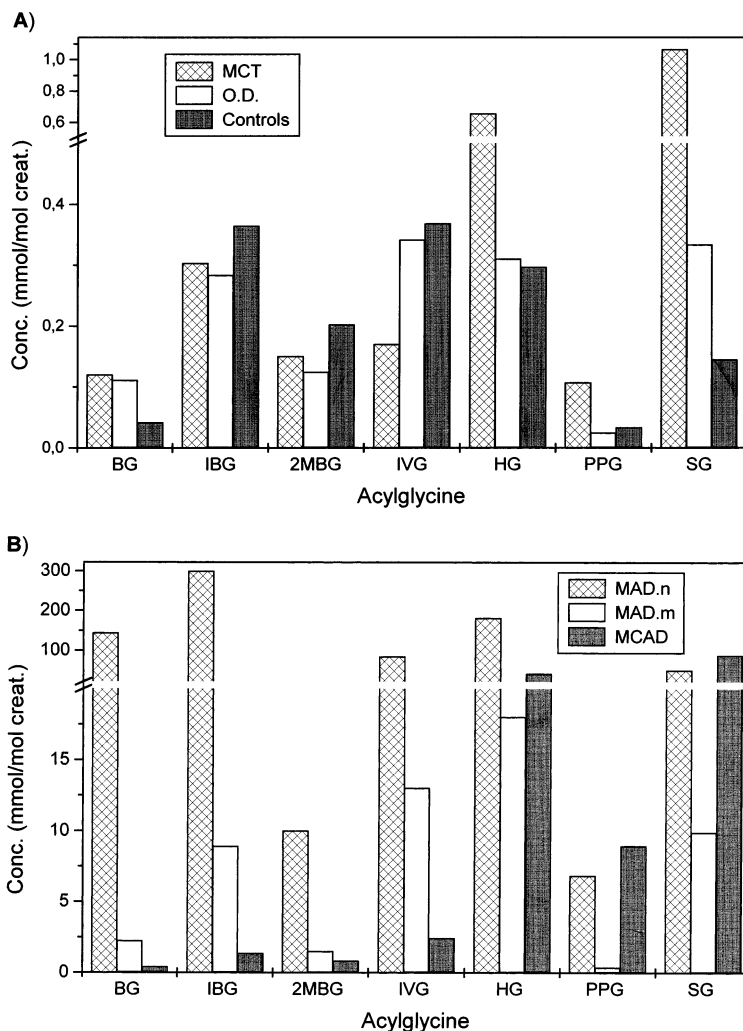 A)
MCT
O.D.
Controls
Conc. (mmol/mol creat.)
1,0
0,8
0,6
0,4
0,2
0,0
BG IBG 2MBG IVG HG PPG SG
Acylglycine
B)
MAD.n
MAD.m
MCAD
Conc. (mmol/mol creat.)
300
200
100
15
10
5
0
BG IBG 2MBG IVG HG PPG SG
Acylglycine